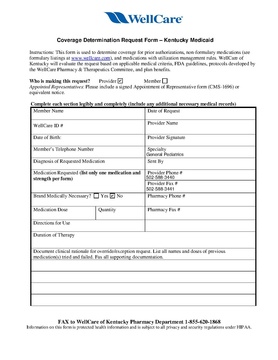 WellCare
Coverage Determination Request Form – Kentucky Medicaid
Instructions: This form is used to determine coverage for prior authorizations, non formulary medications (see
formulary listings at www.wellcare.com), and medications with utilization management rules. WellCare of
Kentucky will evaluate the request based on applicable medical criteria, FDA guidelines, protocols developed by
the WellCare Pharmacy & Therapeutics Committee, and plan benefits.
Who is making this request? Provider Member
Appointed Representatives: Please include a signed Appointment of Representative form (CMS-1696) or
equivalent notice.
Complete each section legibly and completely (include any additional necessary medical records)
Member Name Date of Request
WellCare ID # Provider Name
Date of Birth: Provider Signature
Member's Telephone Number Specialty
General Pediatrics
Diagnosis of Requested Medication Sent By
Medication Requested (list only one medication and
strength per form) Provider Phone #
502-588-3440
Provider Fax #
502-588-3441
Brand Medically Necessary? Yes No Pharmacy Phone #
Medication Dose Quantity Pharmacy Fax #
Directions for Use
Duration of Therapy
Document clinical rationale for override/exception request. List all names and doses of previous
medication(s) tried and failed. Fax all supporting documentation.
FAX to WellCare of Kentucky Pharmacy Department 1-855-620-1868
Information on this form is protected health information and is subject to all privacy and security regulations under HIPAA.